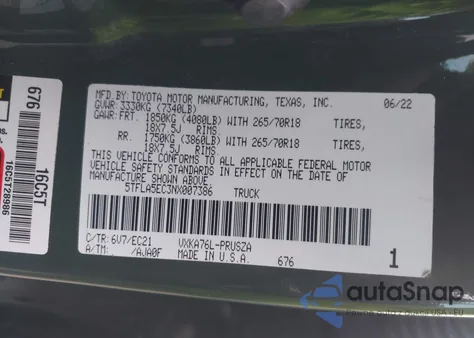 MFD.BY: TOYOTA MOTOR MANUFACTURING, TEXAS, INC. 06/22
GVWR: 3330KG (7340LB)
GAWR: FRT. 1850KG (4080LB) WITH 265/70R18 TIRES,
18X7.5J RIMS.
RR. 1750KG (3860LB) WITH 265/70R18 TIRES,
18X7.5J RIMS.
THIS VEHICLE CONFORMS TO ALL APPLICABLE FEDERAL MOTOR
VEHICLE SAFETY STANDARDS IN EFFECT ON THE DATE OF
MANUFACTURE SHOWN ABOVE.
5TFLA5EC3NX007386 TRUCK
C/TR: 6V7/EC21 VXKA76L-PRUSZA
A/TM: /AJA0F MADE IN U.S.A. 676
1
676 16C5T
16C5T28986
autoSnap